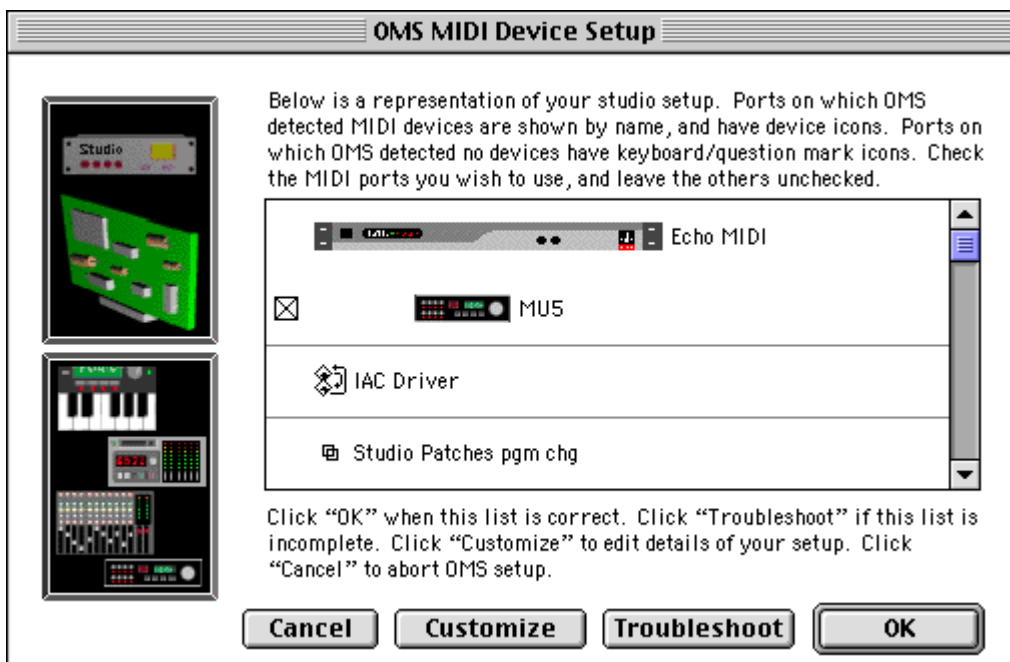 OMS MIDI Device Setup
Below is a representation of your studio setup. Ports on which OMS
detected MIDI devices are shown by name, and have device icons. Ports on
which OMS detected no devices have keyboard/question mark icons. Check
the MIDI ports you wish to use, and leave the others unchecked.
Studio
Echo MIDI
MU5
IAC Driver
Studio Patches pgm chg
Click “OK” when this list is correct. Click “Troubleshoot” if this list is
incomplete. Click “Customize” to edit details of your setup. Click
“Cancel” to abort OMS setup.
Cancel Customize Troubleshoot OK